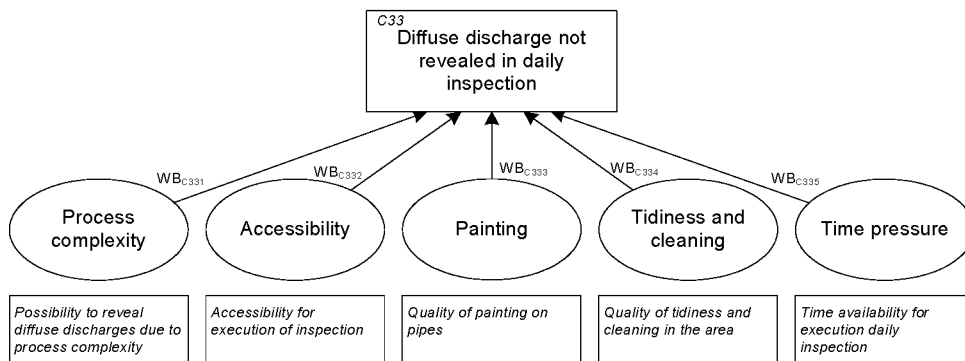 C33
Diffuse discharge not
revealed in daily
inspection
WBC331
WBC332
WBC333
WBC334
WBC335
Process
complexity
Accessibility
Painting
Tidiness and
cleaning
Time pressure
Possibility to reveal
diffuse discharges due to
process complexity
Accessibility for
execution of inspection
Quality of painting on
pipes
Quality of tidiness and
cleaning in the area
Time availability for
execution daily
inspection